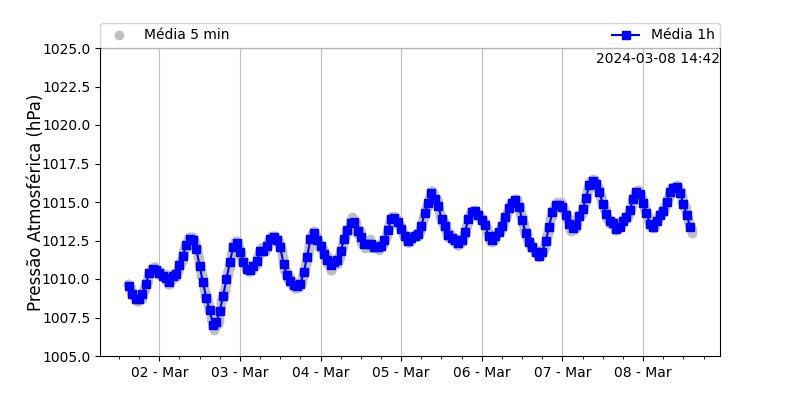 Média 5 min
Média 1h
2024-03-08 14:42
Pressão Atmosférica (hPa)
1025.0
1022.5
1020.0
1017.5
1015.0
1012.5
1010.0
1007.5
1005.0
02 - Mar
03 - Mar
04 - Mar
05 - Mar
06 - Mar
07 - Mar
08 - Mar